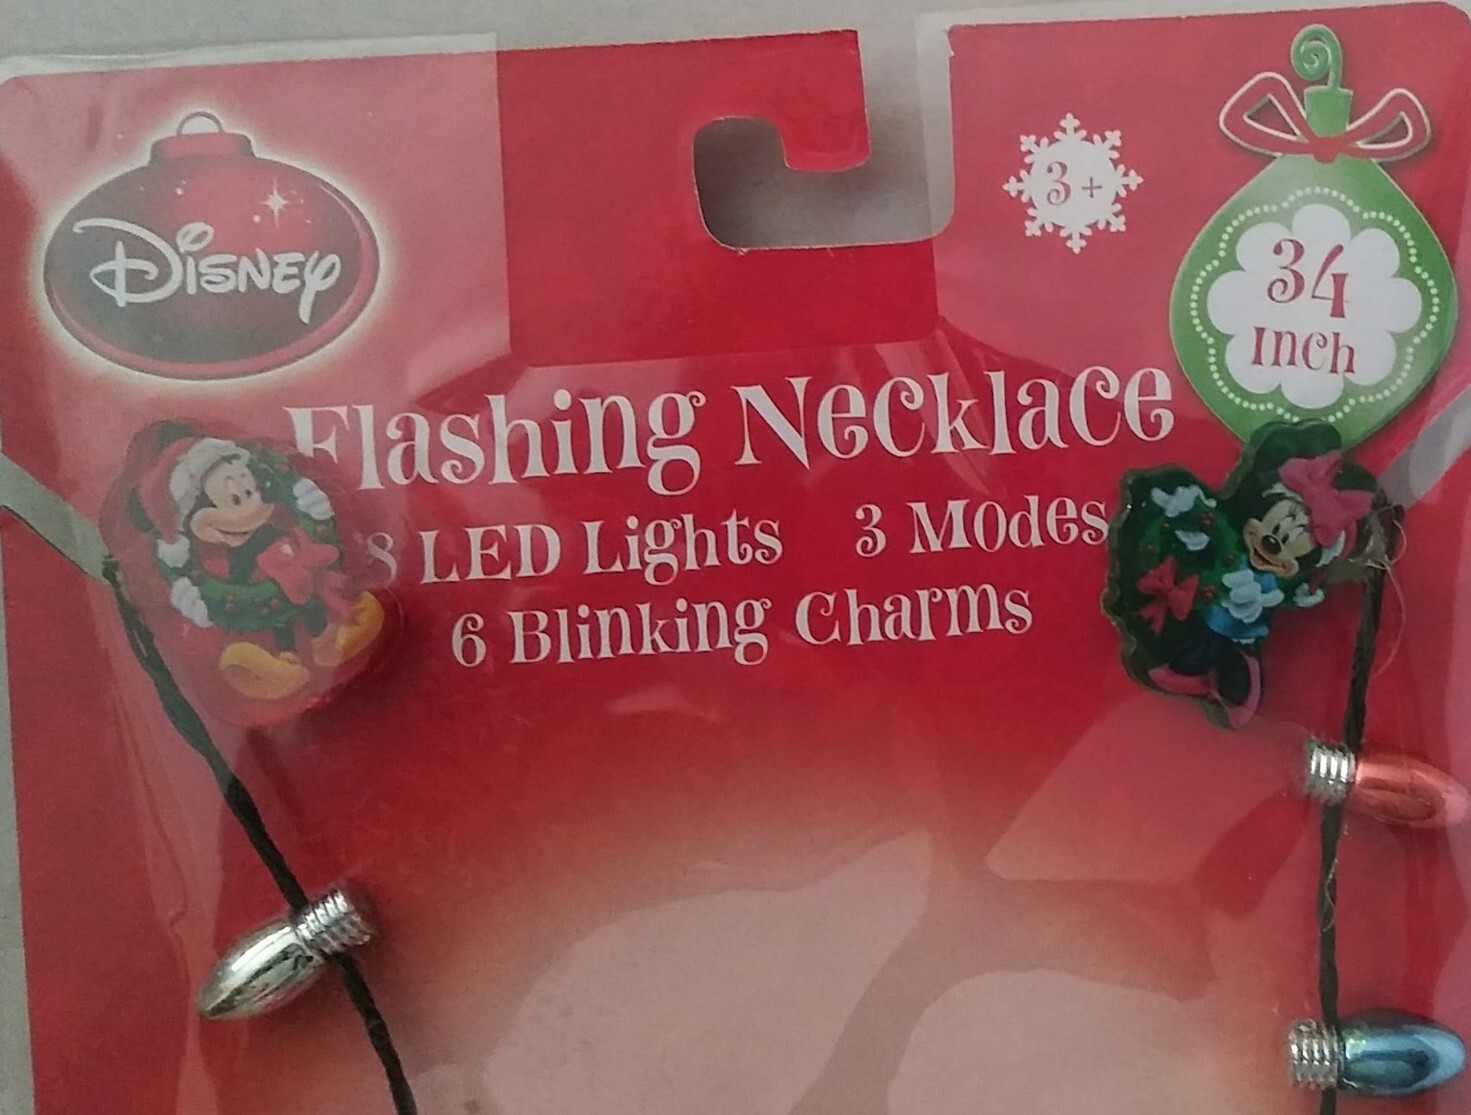 Disney
3+
34
Inch
Flashing Necklace
8 LED Lights 3 Modes
6 Blinking Charms